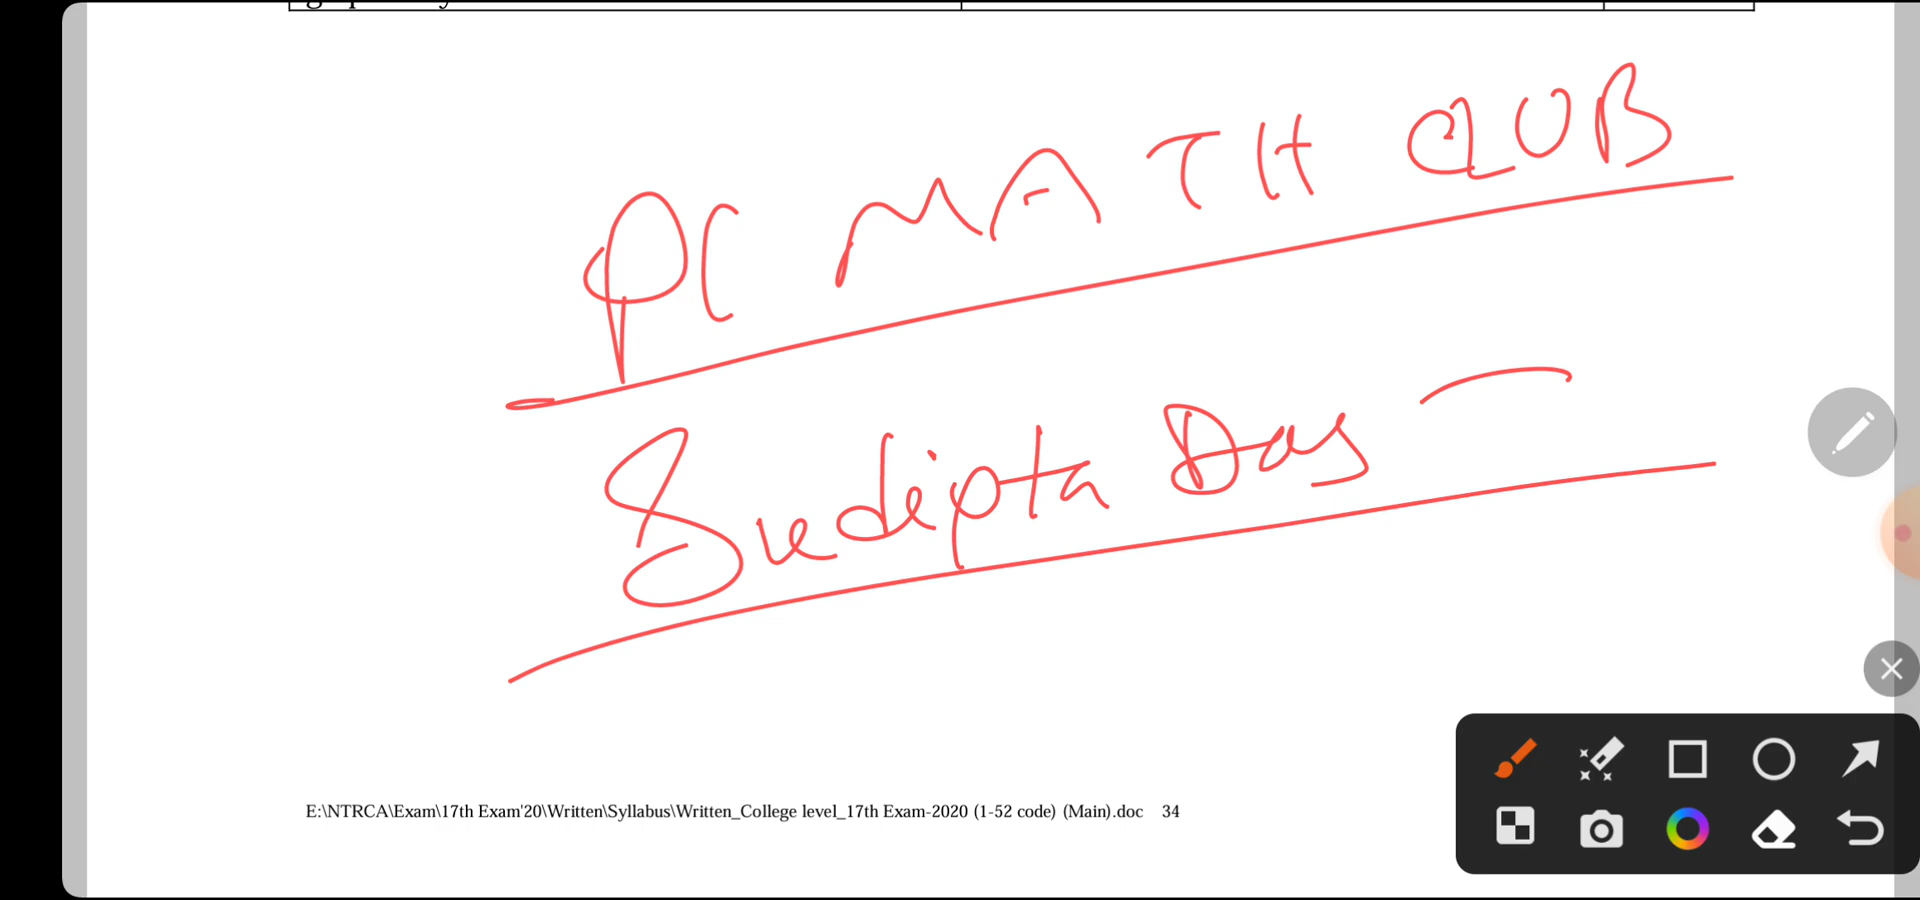 PC MATH CLUB
Sudipta Das
E:\NTRCA\Exam\17th Exam'20\Written\Syllabus\Written_College level_17th Exam-2020 (1-52 code) (Main).doc 34